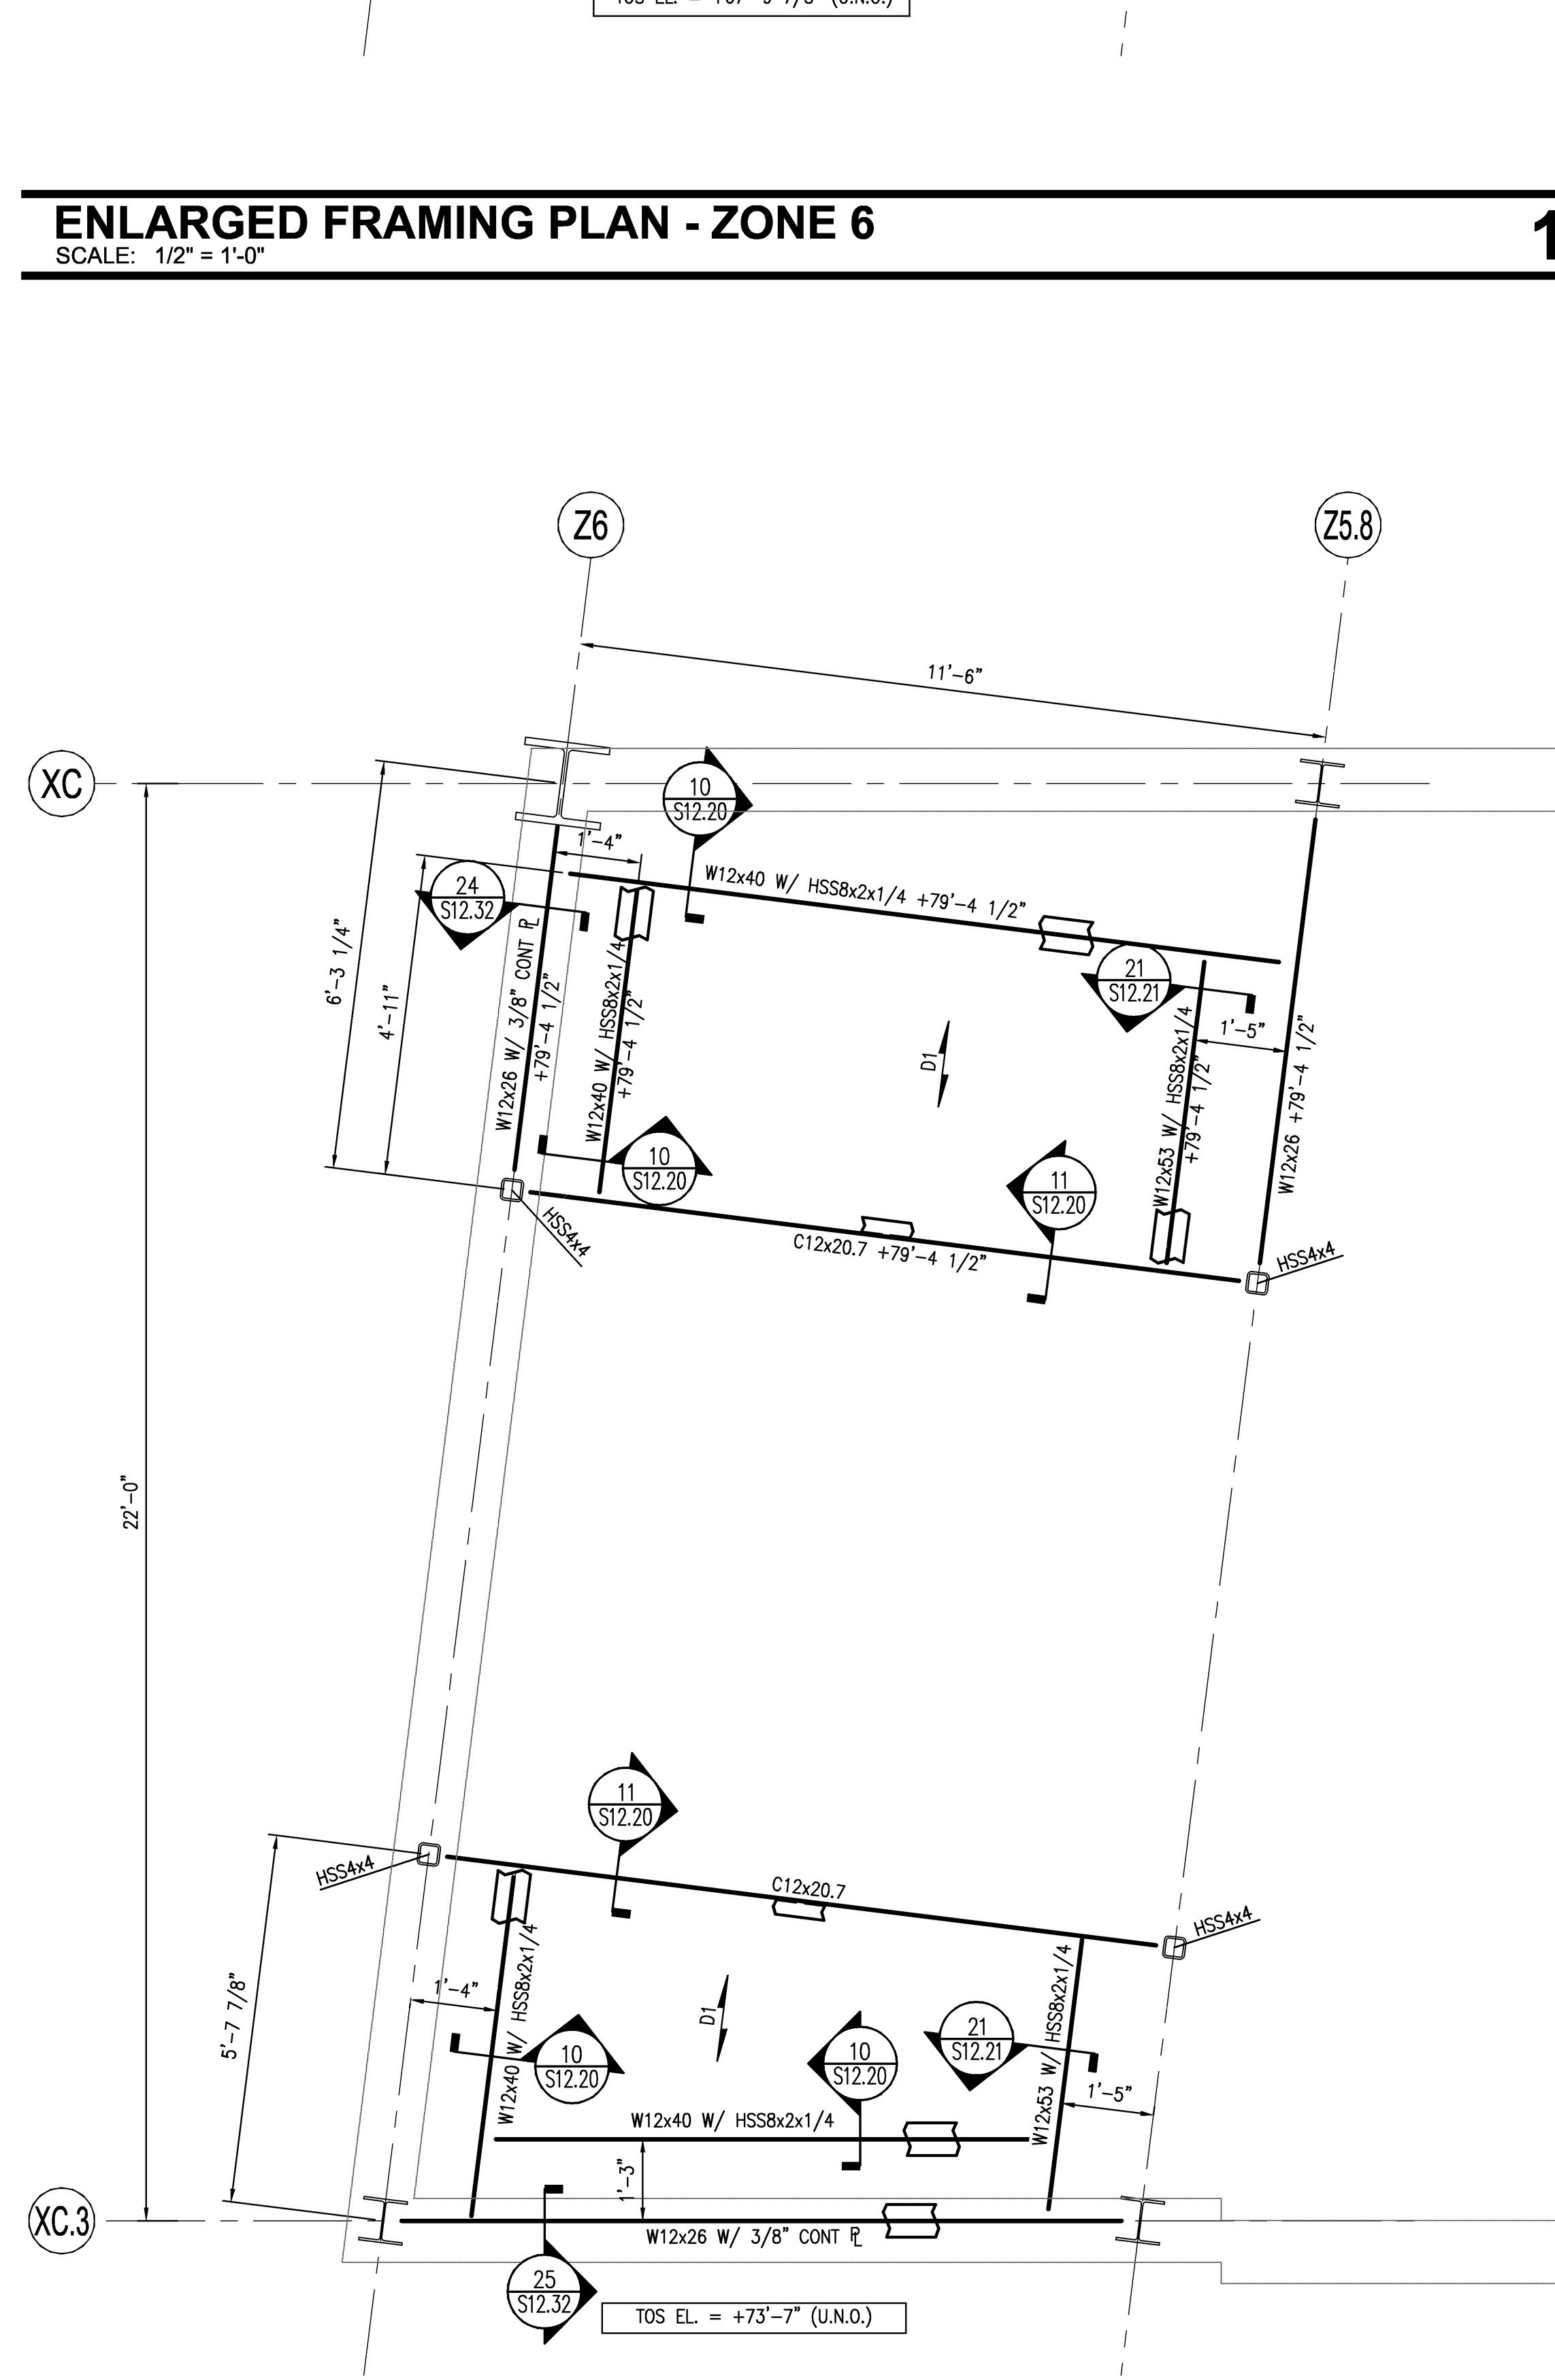 ENLARGED FRAMING PLAN - ZONE 6
SCALE: 1/2" = 1'-0"
1
Z6
Z5.8
11'-6"
XC
10
S12.20
1'-4"
W12x40 W/ HSS8x2x1/4 +79'-4 1/2"
24
S12.32
6'-3 1/4"
4'-11"
W12x26 W/ 3/8" CONT PL
+79'-4 1/2"
W12x40 W/ HSS8x2x1/4
+79'-4 1/2"
21
S12.21
1'-5"
D1
W12x53 W/ HSS8x2x1/4
+79'-4 1/2"
W12x26 +79'-4 1/2"
10
S12.20
11
S12.20
HSS4x4
C12x20.7 +79'-4 1/2"
HSS4x4
22'-0"
11
S12.20
HSS4x4
C12x20.7
HSS4x4
5'-7 7/8"
1'-4"
W12x40 W/ HSS8x2x1/4
D1
10
S12.20
10
S12.20
21
S12.21
W12x53 W/ HSS8x2x1/4
1'-5"
W12x40 W/ HSS8x2x1/4
1'-3"
XC.3
W12x26 W/ 3/8" CONT PL
25
S12.32
TOS EL. = +73'-7" (U.N.O.)